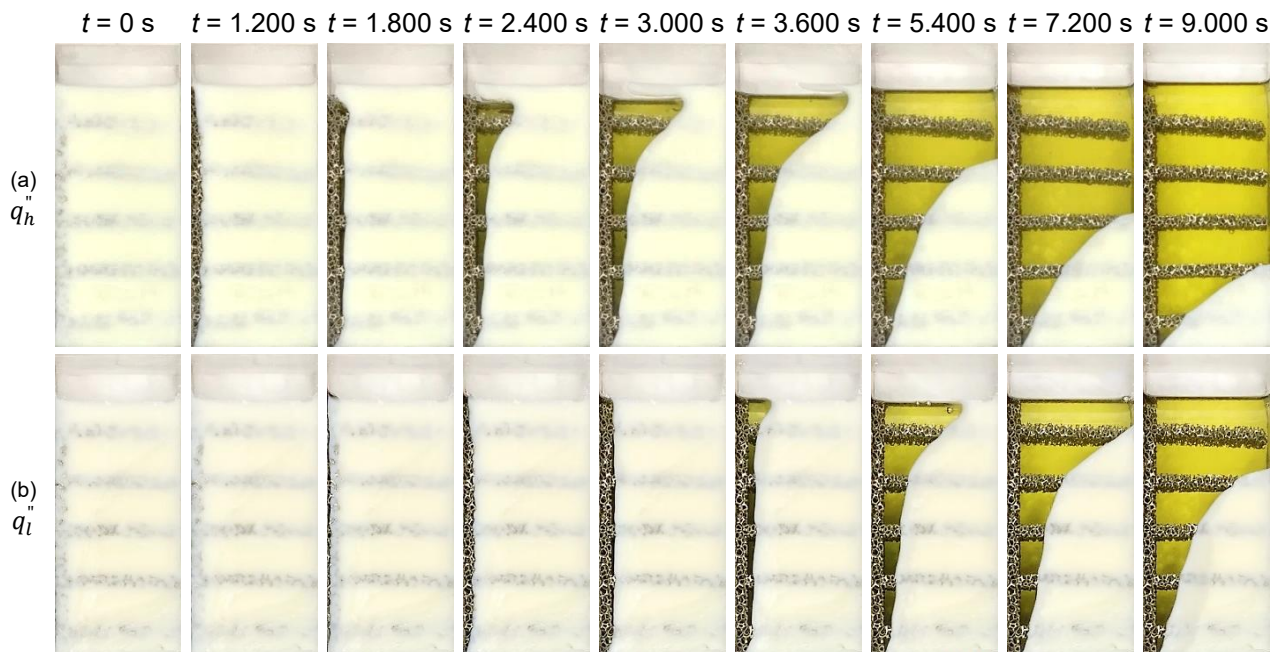 t = 0 s t = 1.200 s t = 1.800 s t = 2.400 s t = 3.000 s t = 3.600 s t = 5.400 s t = 7.200 s t = 9.000 s
(a)
q"h
(b)
q"l